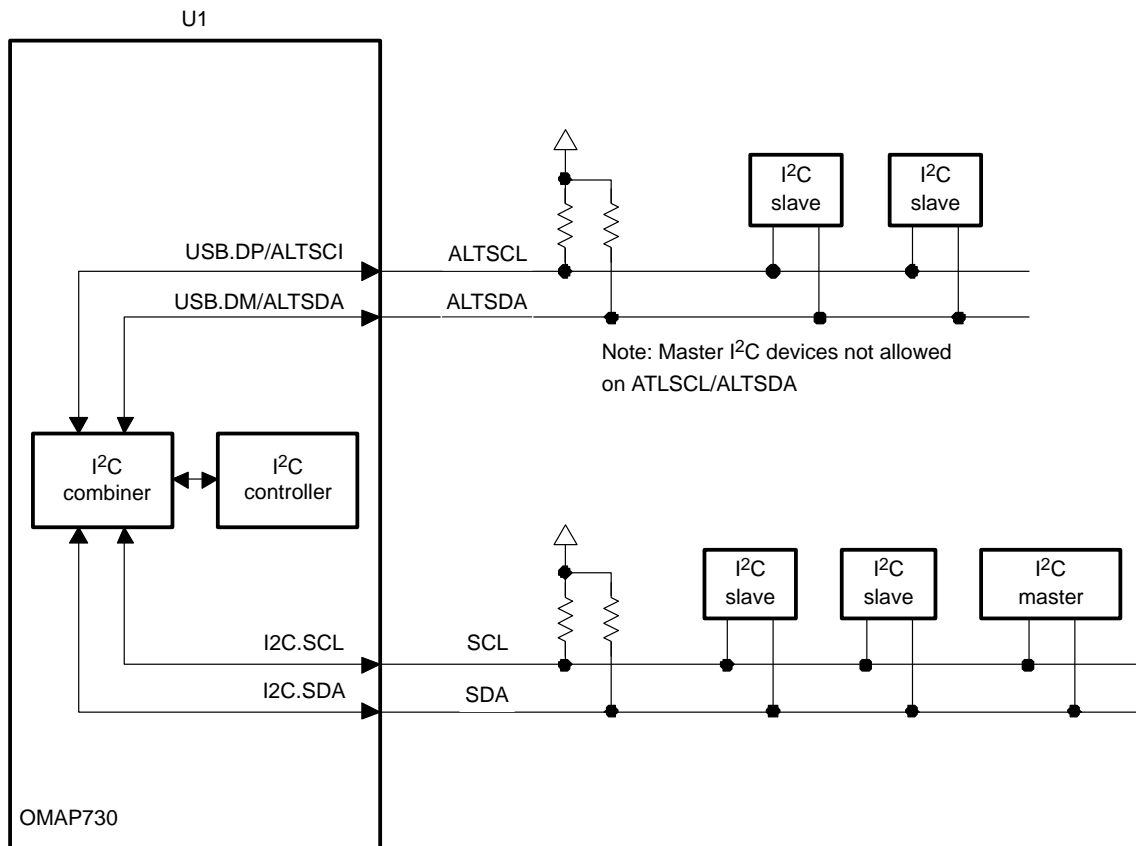 U1
I²C
slave
I²C
slave
USB.DP/ALTSCI
ALTSCL
USB.DM/ALTSDA
ALTSDA
Note: Master I²C devices not allowed
on ATLSCL/ALTSDA
I²C
combiner
I²C
controller
I²C
slave
I²C
slave
I²C
master
I2C.SCL
SCL
I2C.SDA
SDA
OMAP730